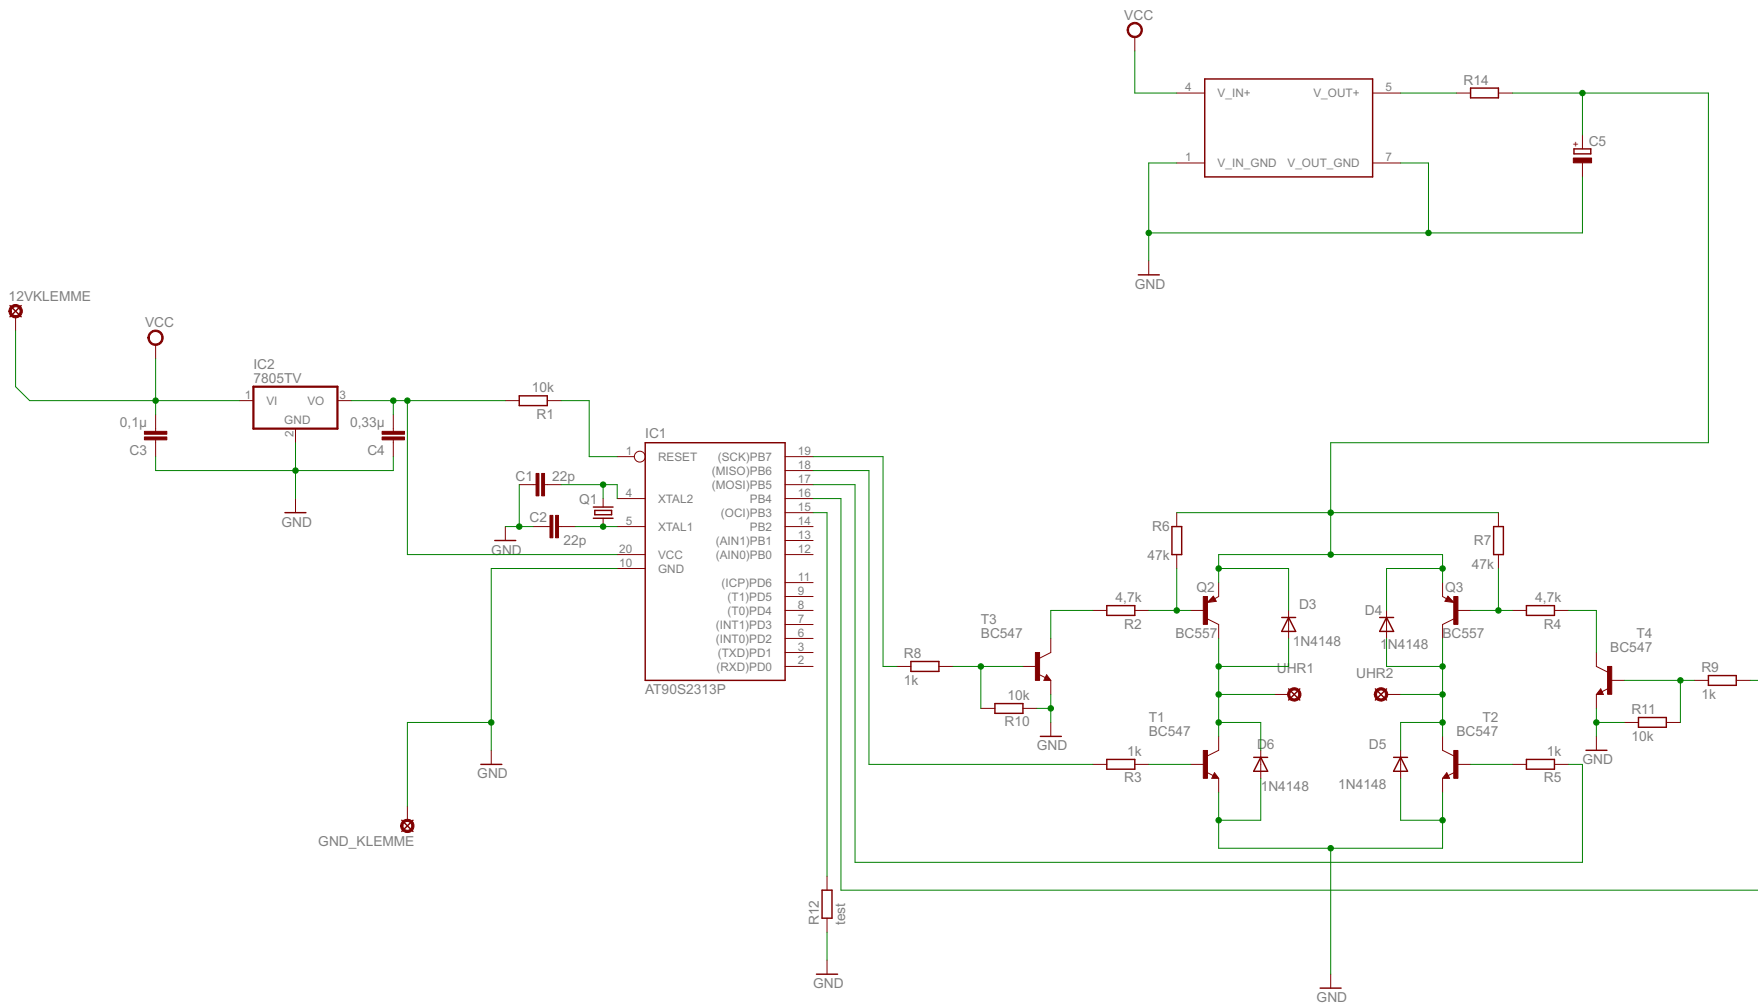 VCC
4
V_IN+
V_OUT+
5
R14
1
V_IN_GND
V_OUT_GND
7
+
C5
GND
12VKLEMME
VCC
IC2
7805TV
1
VI
VO
3
GND
2
0,1µ
C3
0,33µ
C4
GND
10k
R1
IC1
1
RESET
4
XTAL2
5
XTAL1
20
VCC
10
GND
(SCK)PB7
19
(MISO)PB6
18
(MOSI)PB5
17
PB4
16
(OCI)PB3
15
PB2
14
(AIN1)PB1
13
(AIN0)PB0
12
(ICP)PD6
11
(T1)PD5
9
(T0)PD4
8
(INT1)PD3
7
(INT0)PD2
6
(TXD)PD1
3
(RXD)PD0
2
AT90S2313P
C1
22p
Q1
C2
22p
GND
GND
GND_KLEMME
R12
test
GND
R8
1k
T3
BC547
10k
R10
GND
4,7k
R2
R6
47k
Q2
BC557
D3
1N4148
UHR1
T1
BC547
1k
R3
D6
1N4148
R7
47k
Q3
BC557
D4
1N4148
UHR2
4,7k
R4
T4
BC547
R9
1k
R11
10k
GND
T2
BC547
D5
1N4148
1k
R5
GND